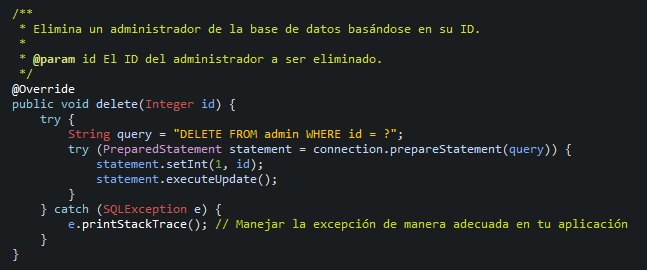 /**
 * Elimina un administrador de la base de datos basándose en su ID.
 *
 * @param id El ID del administrador a ser eliminado.
 */
@Override
public void delete(Integer id) {
    try {
        String query = "DELETE FROM admin WHERE id = ?";
        try (PreparedStatement statement = connection.prepareStatement(query)) {
            statement.setInt(1, id);
            statement.executeUpdate();
        }
    } catch (SQLException e) {
        e.printStackTrace(); // Manejar la excepción de manera adecuada en tu aplicación
    }
}